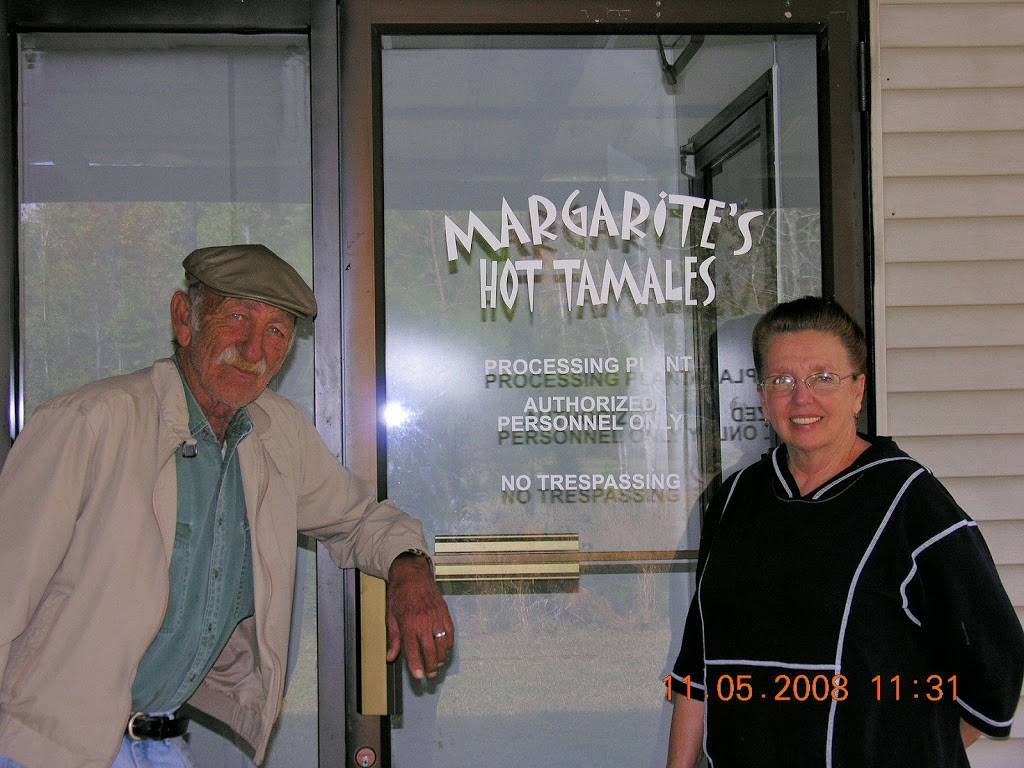 MARGARiTE'S
HOT TAMALES
PROCESSING PLANT
AUTHORIZED
PERSONNEL ONLY
NO TRESPASSING
11.05.2008 11:31